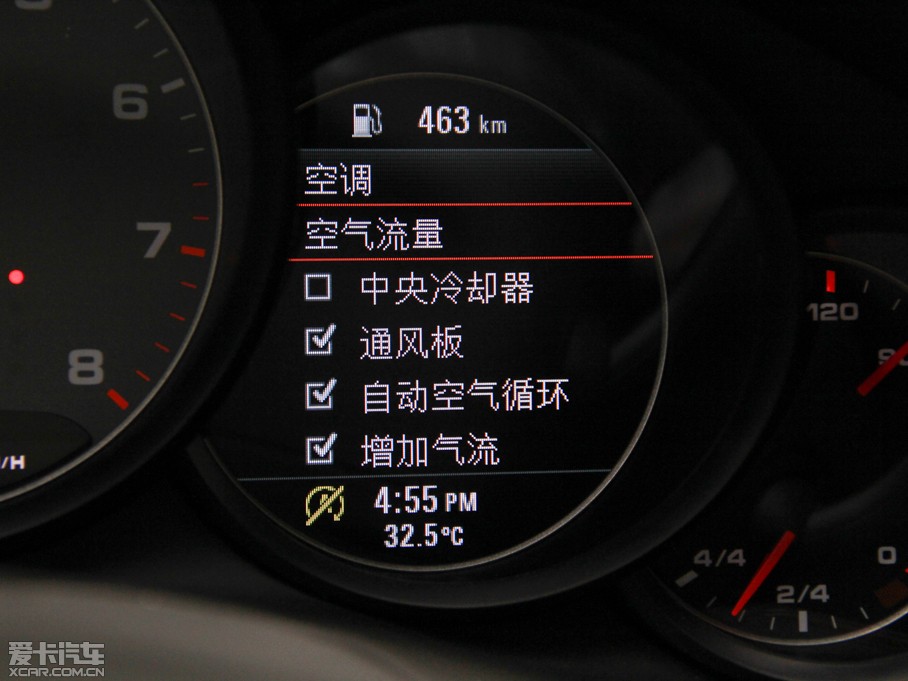 6
7
8
/H
463 km
空调
空气流量
中央冷却器
通风板
自动空气循环
增加气流
A
4:55 PM
32.5°C
120
90
4/4
2/4
0
爱卡汽车
XCAR.COM.CN